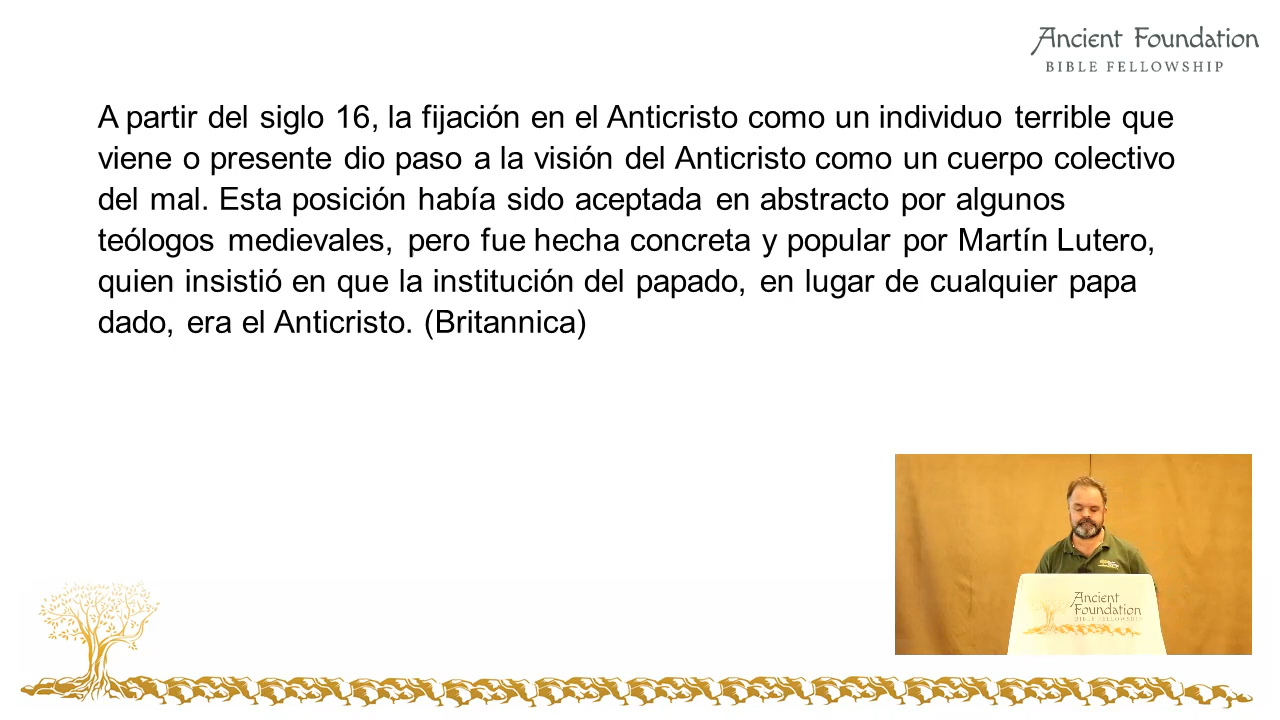 Ancient Foundation
BIBLE FELLOWSHIP
A partir del siglo 16, la fijación en el Anticristo como un individuo terrible que
viene o presente dio paso a la visión del Anticristo como un cuerpo colectivo
del mal. Esta posición había sido aceptada en abstracto por algunos
teólogos medievales, pero fue hecha concreta y popular por Martín Lutero,
quien insistió en que la institución del papado, en lugar de cualquier papa
dado, era el Anticristo. (Britannica)
Ancient
Foundation
BIBLE FELLOWSHIP